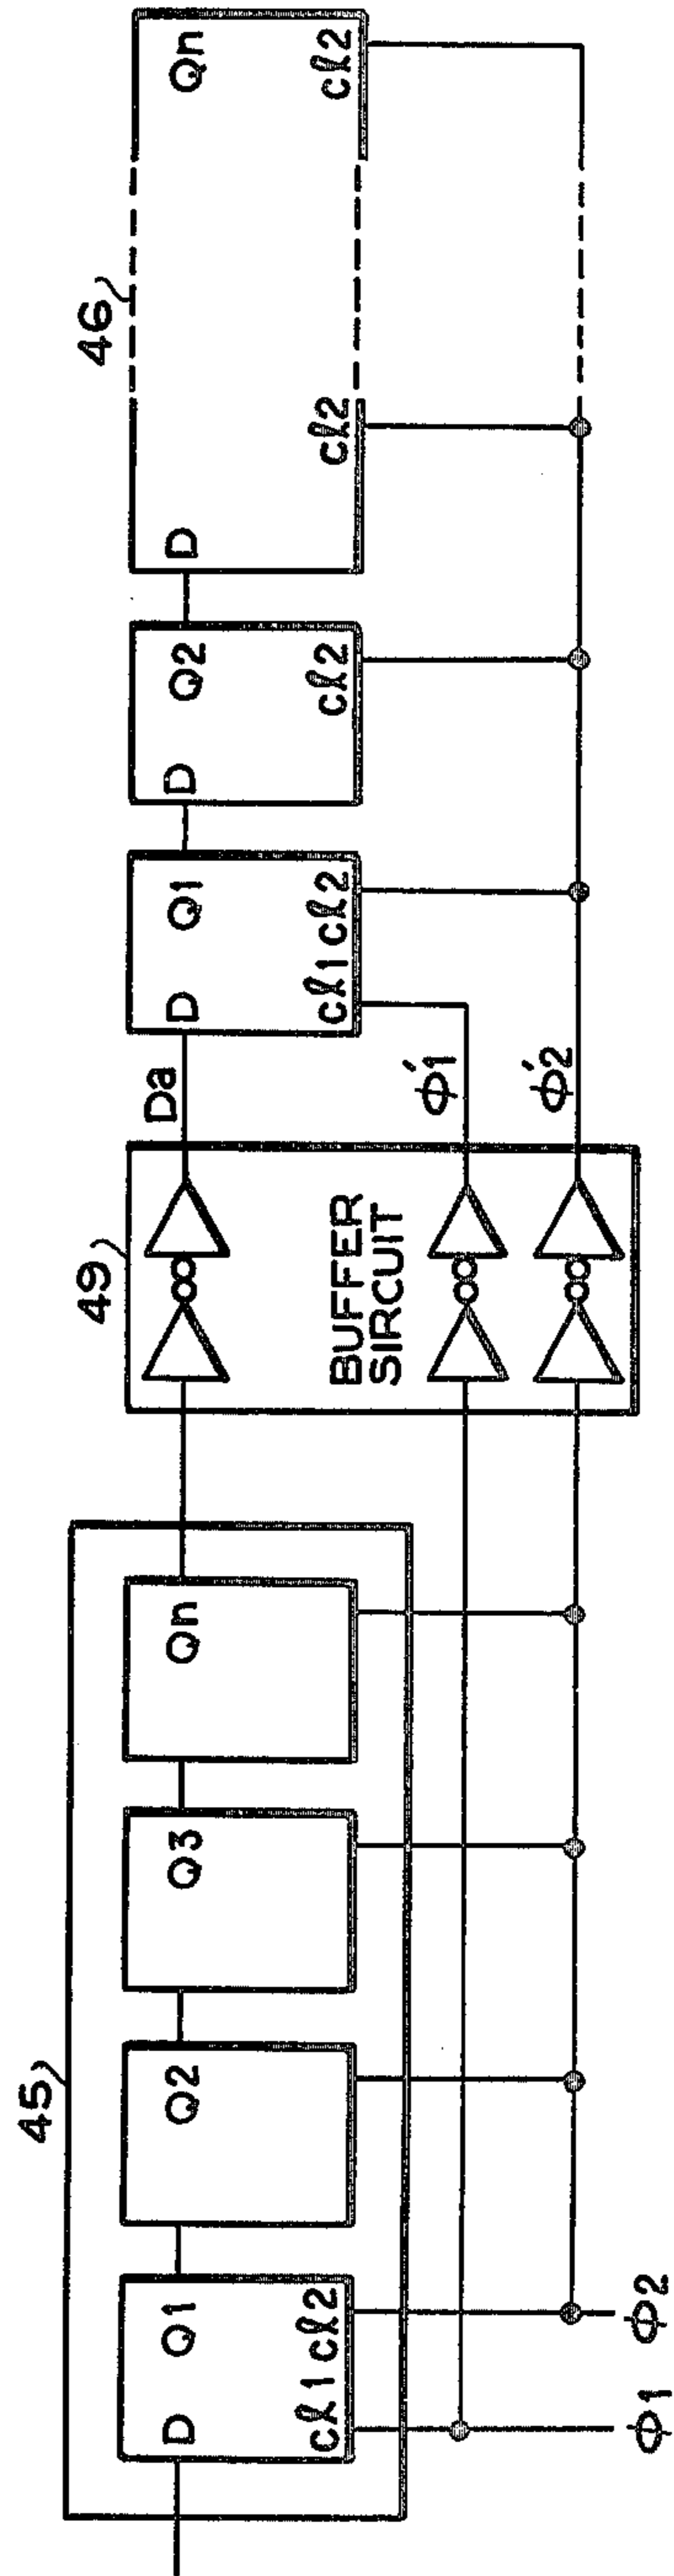 45
49
46
D Q1
cℓ1 cℓ2
Q2
Q3
Qn
BUFFER
SIRCUIT
Da
Φ'1
Φ'2
D Q1
cℓ1 cℓ2
D Q2
cℓ2
D
cℓ2
Qn
cℓ2
Φ1
Φ2